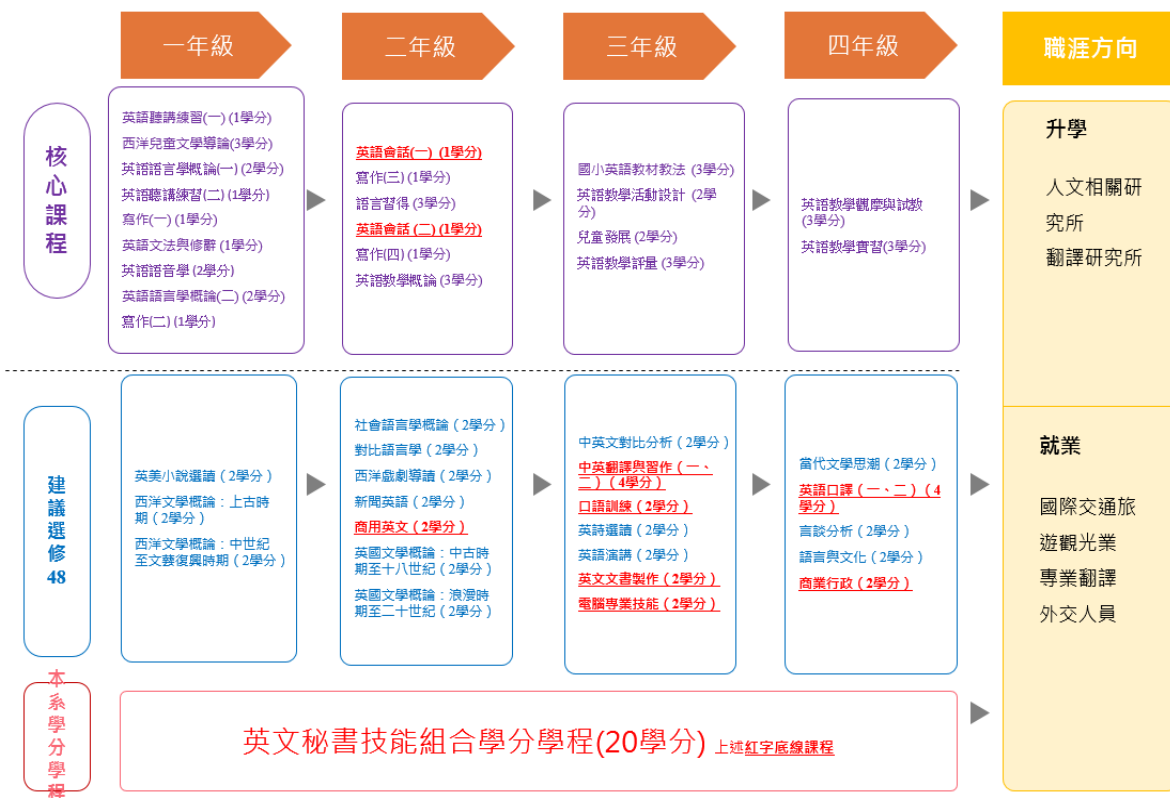 一年級
二年級
三年級
四年級
職涯方向
核心課程
英語聽講練習(一) (1學分)
西洋兒童文學導論(3學分)
英語語言學概論(一) (2學分)
英語聽講練習(二) (1學分)
寫作(一) (1學分)
英語文法與修辭 (1學分)
英語語音學 (2學分)
英語語言學概論(二) (2學分)
寫作(二) (1學分)
英語會話(一) (1學分)
寫作(三) (1學分)
語言習得 (3學分)
英語會話 (二) (1學分)
寫作(四) (1學分)
英語教學概論 (3學分)
國小英語教材教法 (3學分)
英語教學活動設計 (2學
分)
兒童發展 (2學分)
英語教學評量 (3學分)
英語教學觀摩與試教
(3學分)
英語教學實習(3學分)
升學
人文相關研
究所
翻譯研究所
建議選修
48
英美小說選讀(2學分)
西洋文學概論:上古時
期(2學分)
西洋文學概論:中世紀
至文藝復興時期(2學分)
社會語言學概論(2學分)
對比語言學(2學分)
西洋戲劇導讀(2學分)
新聞英語(2學分)
商用英文(2學分)
英國文學概論:中古時
期至十八世紀(2學分)
英國文學概論:浪漫時
期至二十世紀(2學分)
中英文對比分析(2學分)
中英翻譯與習作(一、
二)(4學分)
口語訓練(2學分)
英詩選讀(2學分)
英語演講(2學分)
英文文書製作(2學分)
電腦專業技能(2學分)
當代文學思潮(2學分)
英語口譯(一、二)(4
學分)
言談分析(2學分)
語言與文化(2學分)
商業行政(2學分)
就業
國際交通旅
遊觀光業
專業翻譯
外交人員
本系學分學程
英文秘書技能組合學分學程(20學分) 上述紅字底線課程